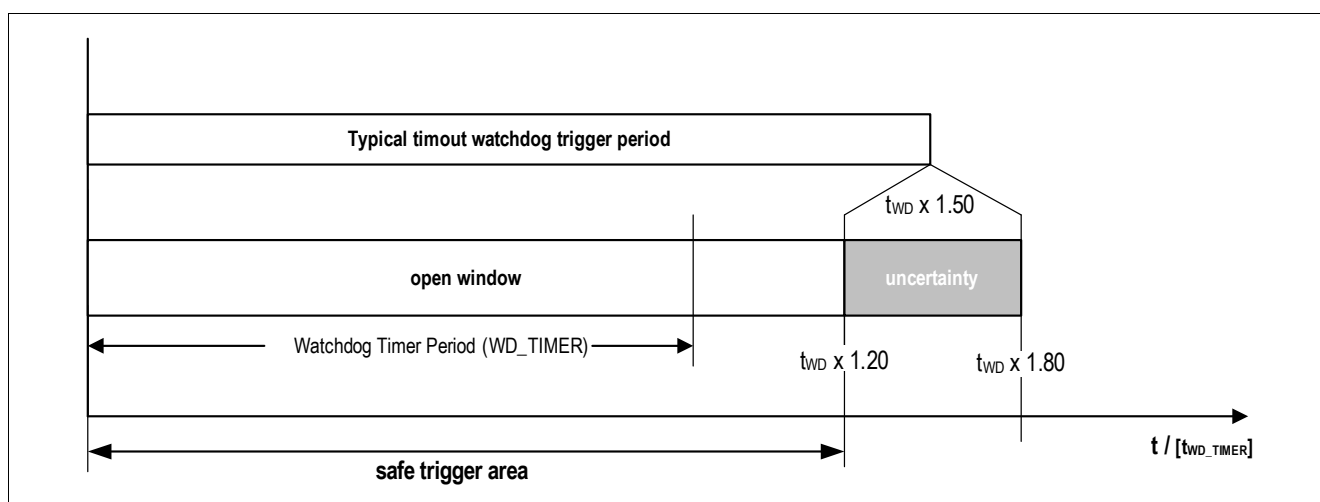 Typical timout watchdog trigger period
tWD x 1.50
open window
uncertainty
Watchdog Timer Period (WD_TIMER)
tWD x 1.20
tWD x 1.80
t / [tWD_TIMER]
safe trigger area